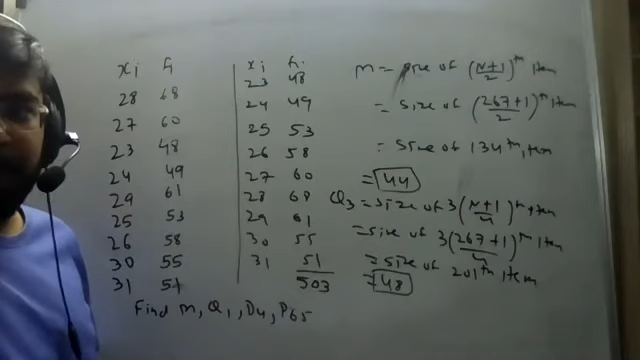 xi fi
28 68
27 60
23 48
24 49
29 61
25 53
26 58
30 55
31 51
Find M, Q1, D4, P65
xi fi
23 48
24 49
25 53
26 58
27 60
28 68
29 61
30 55
31 51
503
M = size of (N+1/2)th item
= size of (267+1/2)th item
= size of 134th item
= 44
Q3 = size of 3(N+1/4)th item
= size of 3(267+1/4)th item
= size of 201th item
= 48